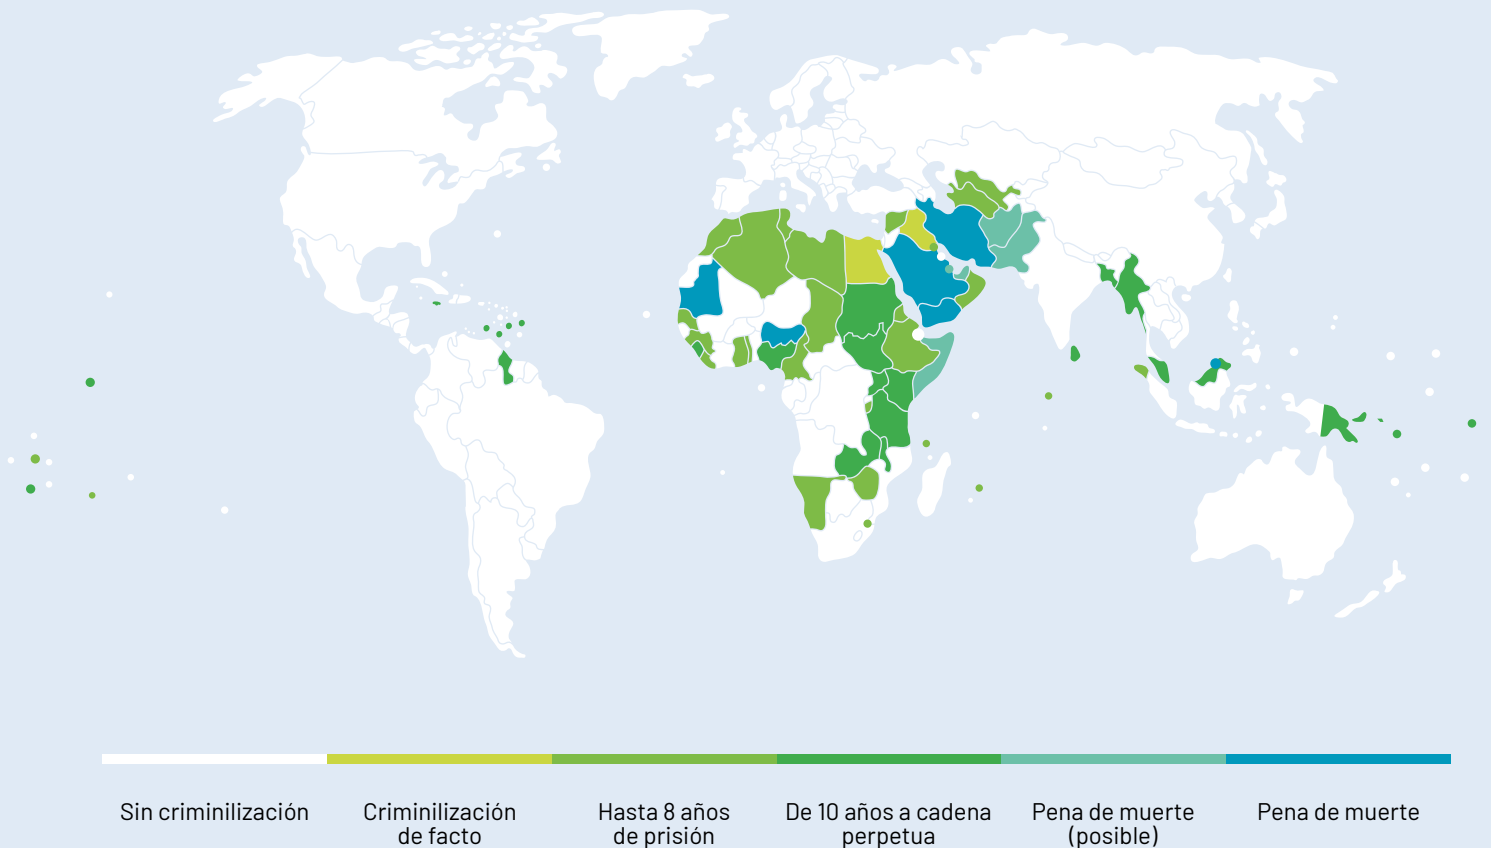 Sin criminilización
Criminilización
de facto
Hasta 8 años
de prisión
De 10 años a cadena
perpetua
Pena de muerte
(posible)
Pena de muerte